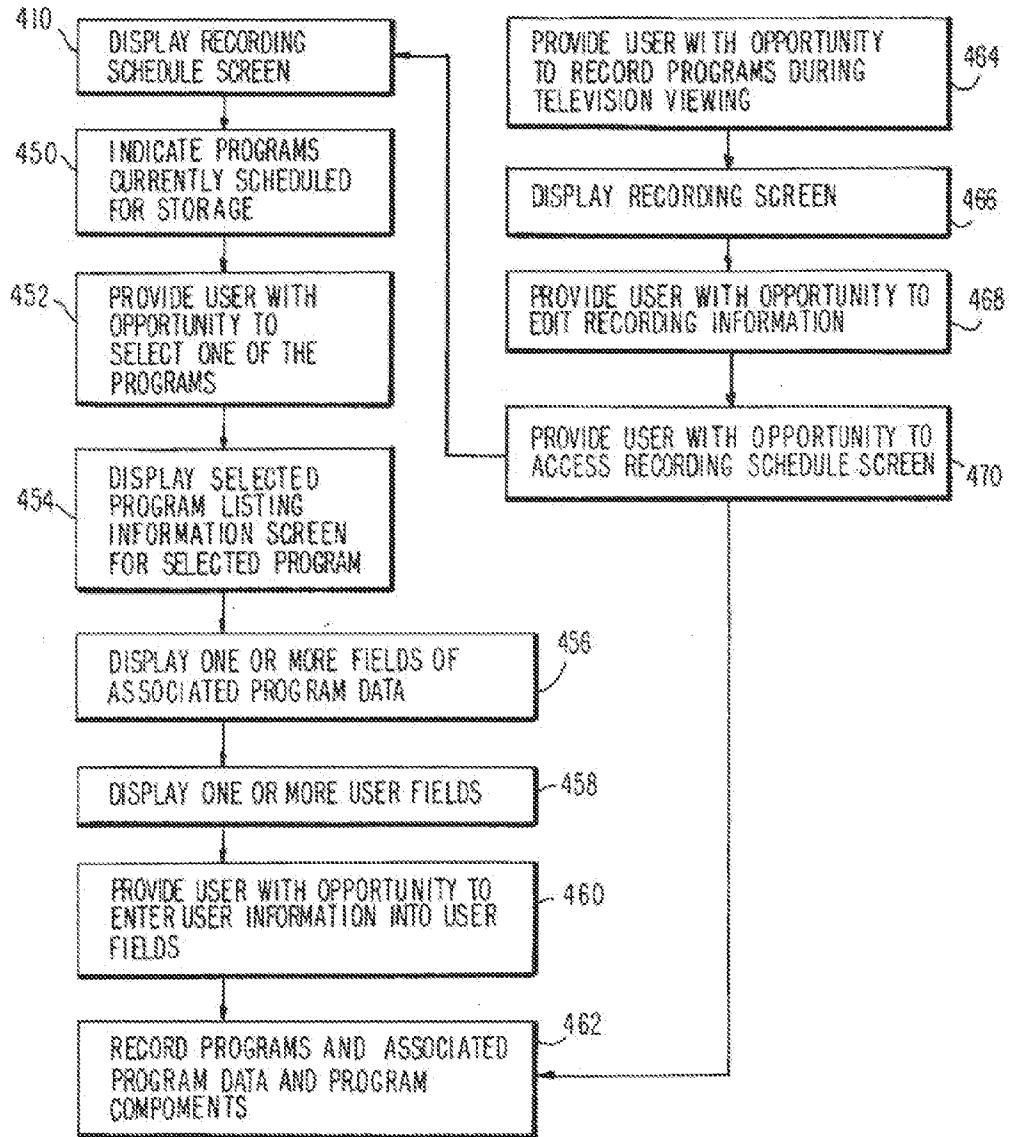 410
DISPLAY RECORDING
SCHEDULE SCREEN
450
INDICATE PROGRAMS
CURRENTLY SCHEDULED
FOR STORAGE
452
PROVIDE USER WITH
OPPORTUNITY TO
SELECT ONE OF THE
PROGRAMS
454
DISPLAY SELECTED
PROGRAM LISTING
INFORMATION SCREEN
FOR SELECTED PROGRAM
DISPLAY ONE OR MORE FIELDS OF
ASSOCIATED PROGRAM DATA
456
DISPLAY ONE OR MORE USER FIELDS
458
PROVIDE USER WITH OPPORTUNITY TO
ENTER USER INFORMATION INTO USER
FIELDS
460
RECORD PROGRAMS AND ASSOCIATED
PROGRAM DATA AND PROGRAM
COMPOMENTS
462
PROVIDE USER WITH OPPORTUNITY
TO RECORD PROGRAMS DURING
TELEVISION VIEWING
464
DISPLAY RECORDING SCREEN
466
PROVIDE USER WITH OPPORTUNITY TO
EDIT RECORDING INFORMATION
468
PROVIDE USER WITH OPPORTUNITY TO
ACCESS RECORDING SCHEDULE SCREEN
470